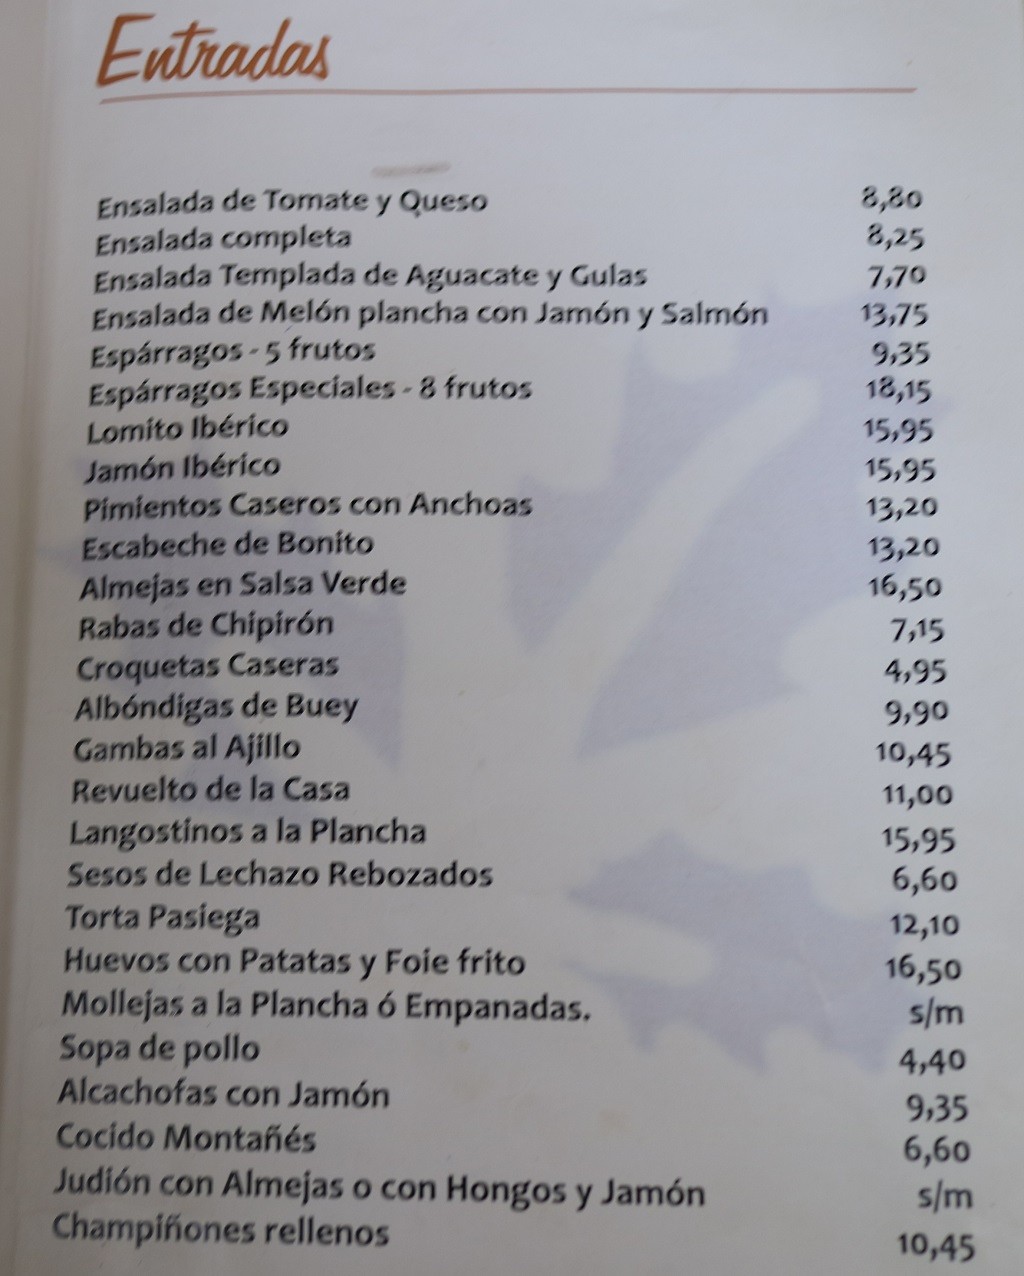 Entradas
Ensalada de Tomate y Queso 8,80
Ensalada completa 8,25
Ensalada Templada de Aguacate y Gulas 7,70
Ensalada de Melón plancha con Jamón y Salmón 13,75
Espárragos - 5 frutos 9,35
Espárragos Especiales - 8 frutos 18,15
Lomito Ibérico 15,95
Jamón Ibérico 15,95
Pimientos Caseros con Anchoas 13,20
Escabeche de Bonito 13,20
Almejas en Salsa Verde 16,50
Rabas de Chipirón 7,15
Croquetas Caseras 4,95
Albóndigas de Buey 9,90
Gambas al Ajillo 10,45
Revuelto de la Casa 11,00
Langostinos a la Plancha 15,95
Sesos de Lechazo Rebozados 6,60
Torta Pasiega 12,10
Huevos con Patatas y Foie frito 16,50
Mollejas a la Plancha ó Empanadas. s/m
Sopa de pollo 4,40
Alcachofas con Jamón 9,35
Cocido Montañés 6,60
Judión con Almejas o con Hongos y Jamón s/m
Champiñones rellenos 10,45